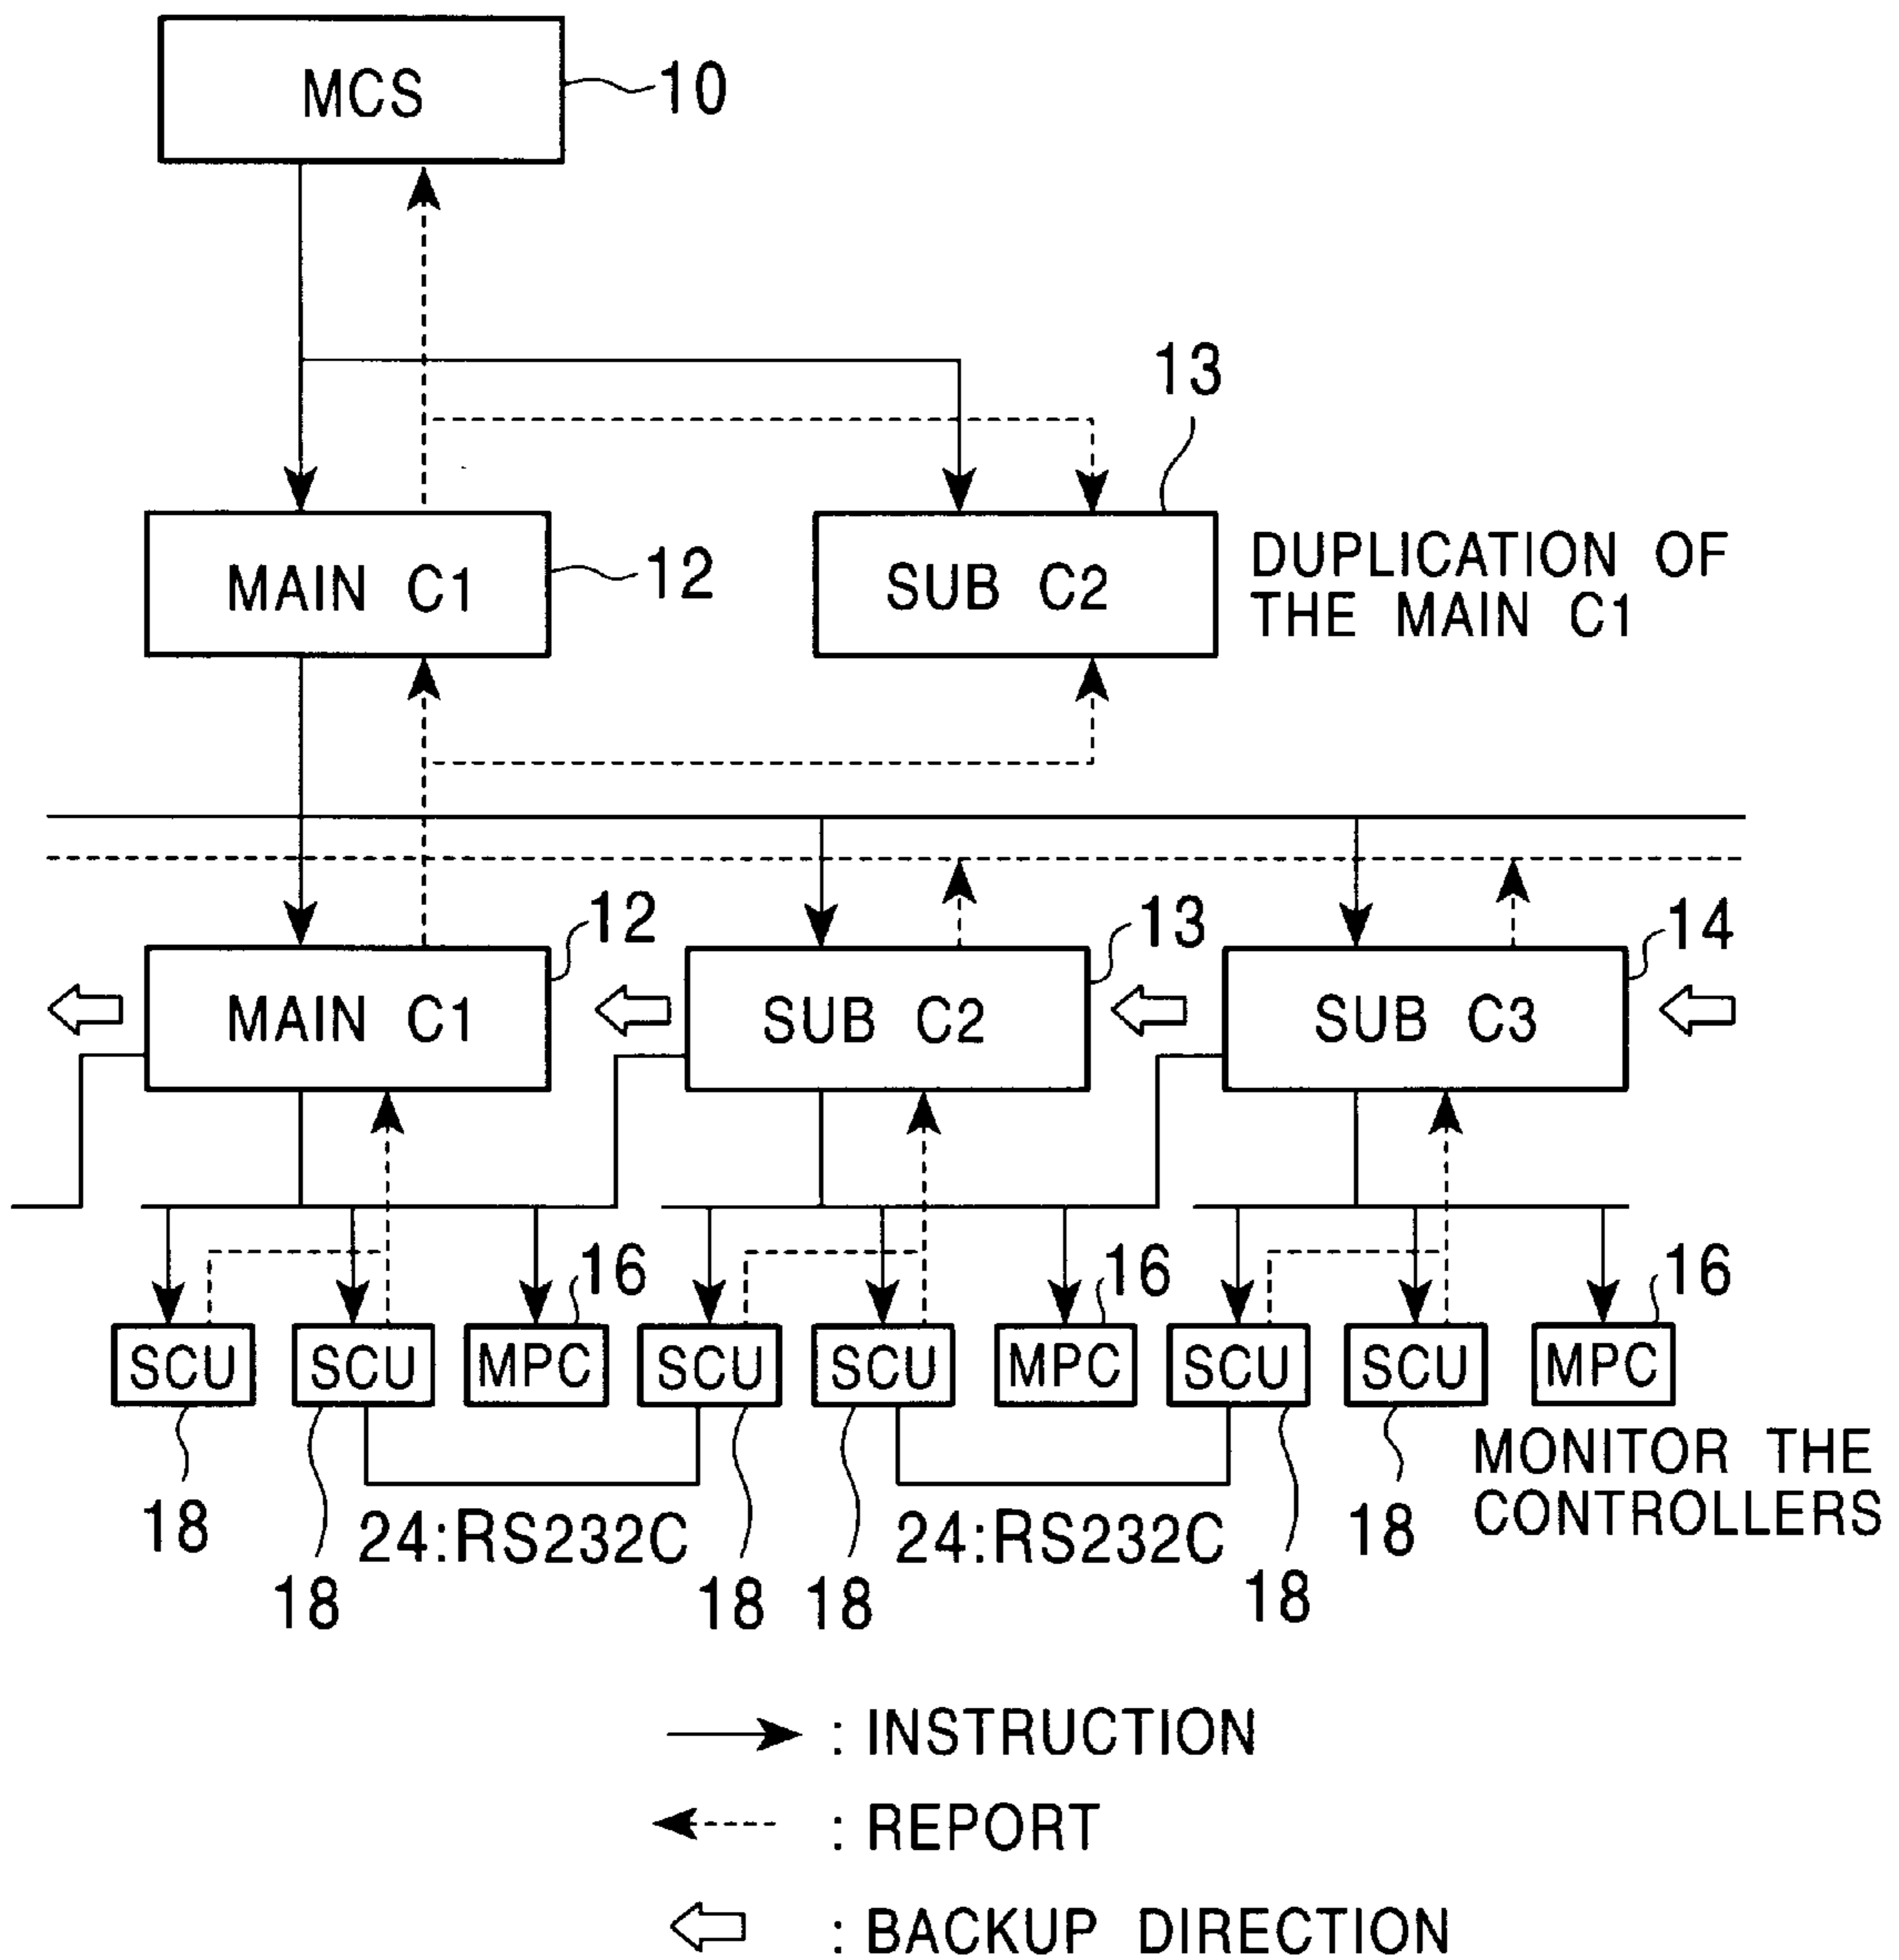 MCS
10
13
MAIN C1
12
SUB C2
DUPLICATION OF
THE MAIN C1
12
13
14
MAIN C1
SUB C2
SUB C3
16
16
16
SCU
SCU
MPC
SCU
SCU
MPC
SCU
SCU
MPC
MONITOR THE
CONTROLLERS
18
18
24:RS232C
18
18
24:RS232C
18
18
: INSTRUCTION
: REPORT
: BACKUP DIRECTION